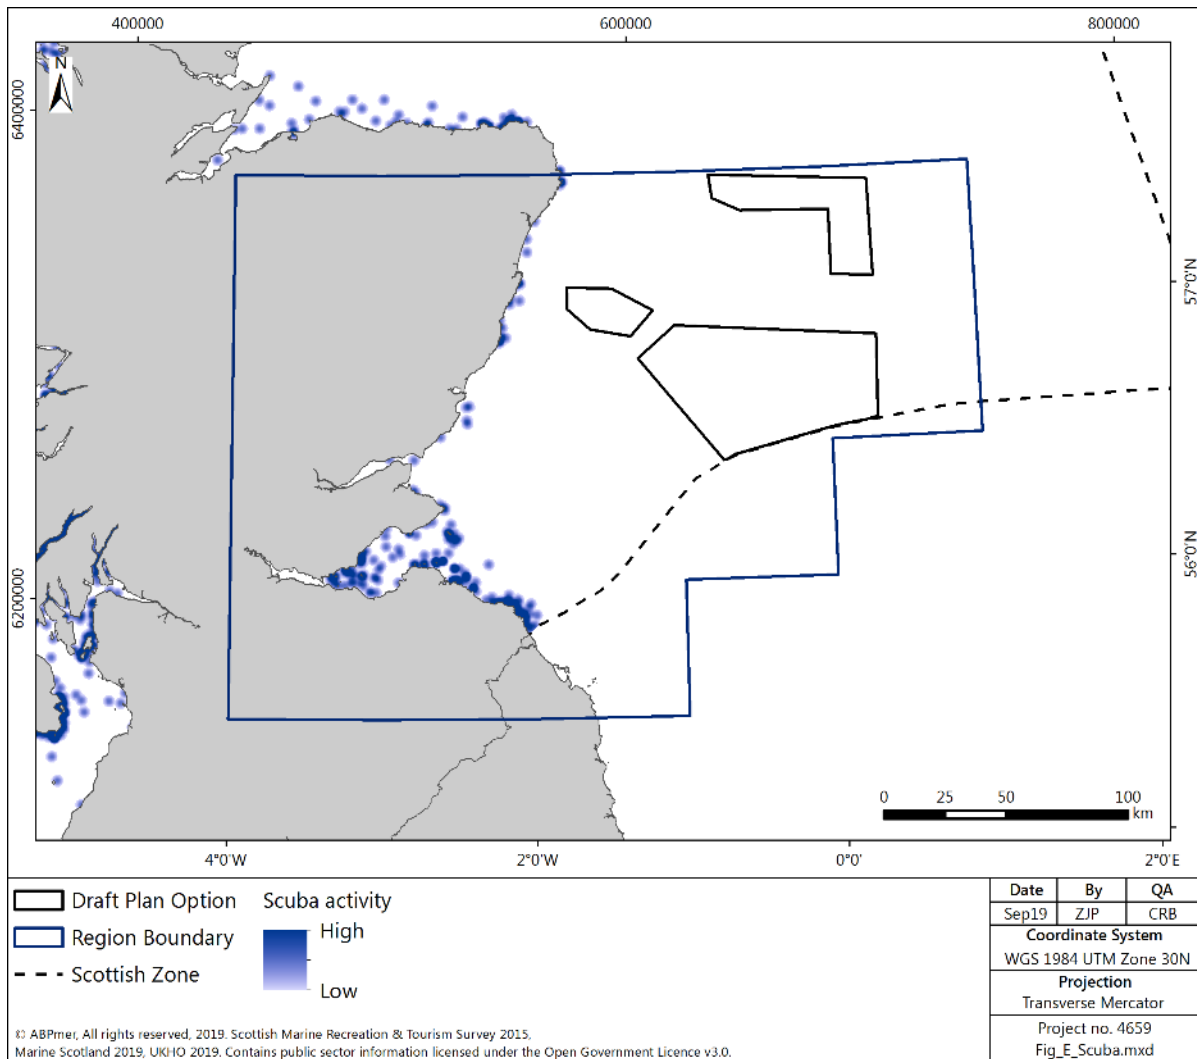 400000
600000
800000
N
6400000
6200000
57°0'N
56°0'N
0 25 50 100
km
4°0'W
2°0'W
0°0'
2°0'E
Draft Plan Option
Region Boundary
Scottish Zone
Scuba activity
High
Low
Date By QA
Sep19 ZJP CRB
Coordinate System
WGS 1984 UTM Zone 30N
Projection
Transverse Mercator
Project no. 4659
Fig_E_Scuba.mxd
© ABPmer, All rights reserved, 2019. Scottish Marine Recreation & Tourism Survey 2015,
Marine Scotland 2019, UKHO 2019. Contains public sector information licensed under the Open Government Licence v3.0.